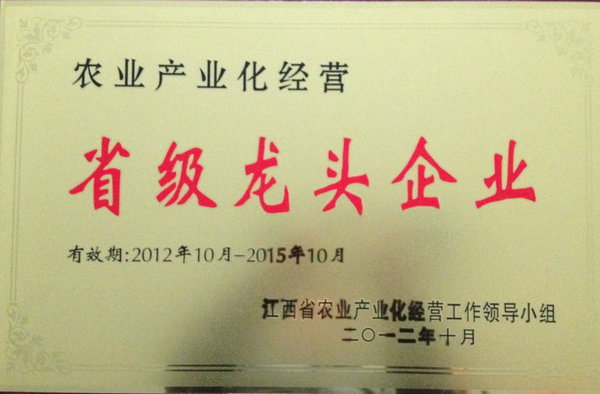 农业产业化经营
省级龙头企业
有效期:2012年10月-2015年10月
江西省农业产业化经营工作领导小组
二〇一二年十月